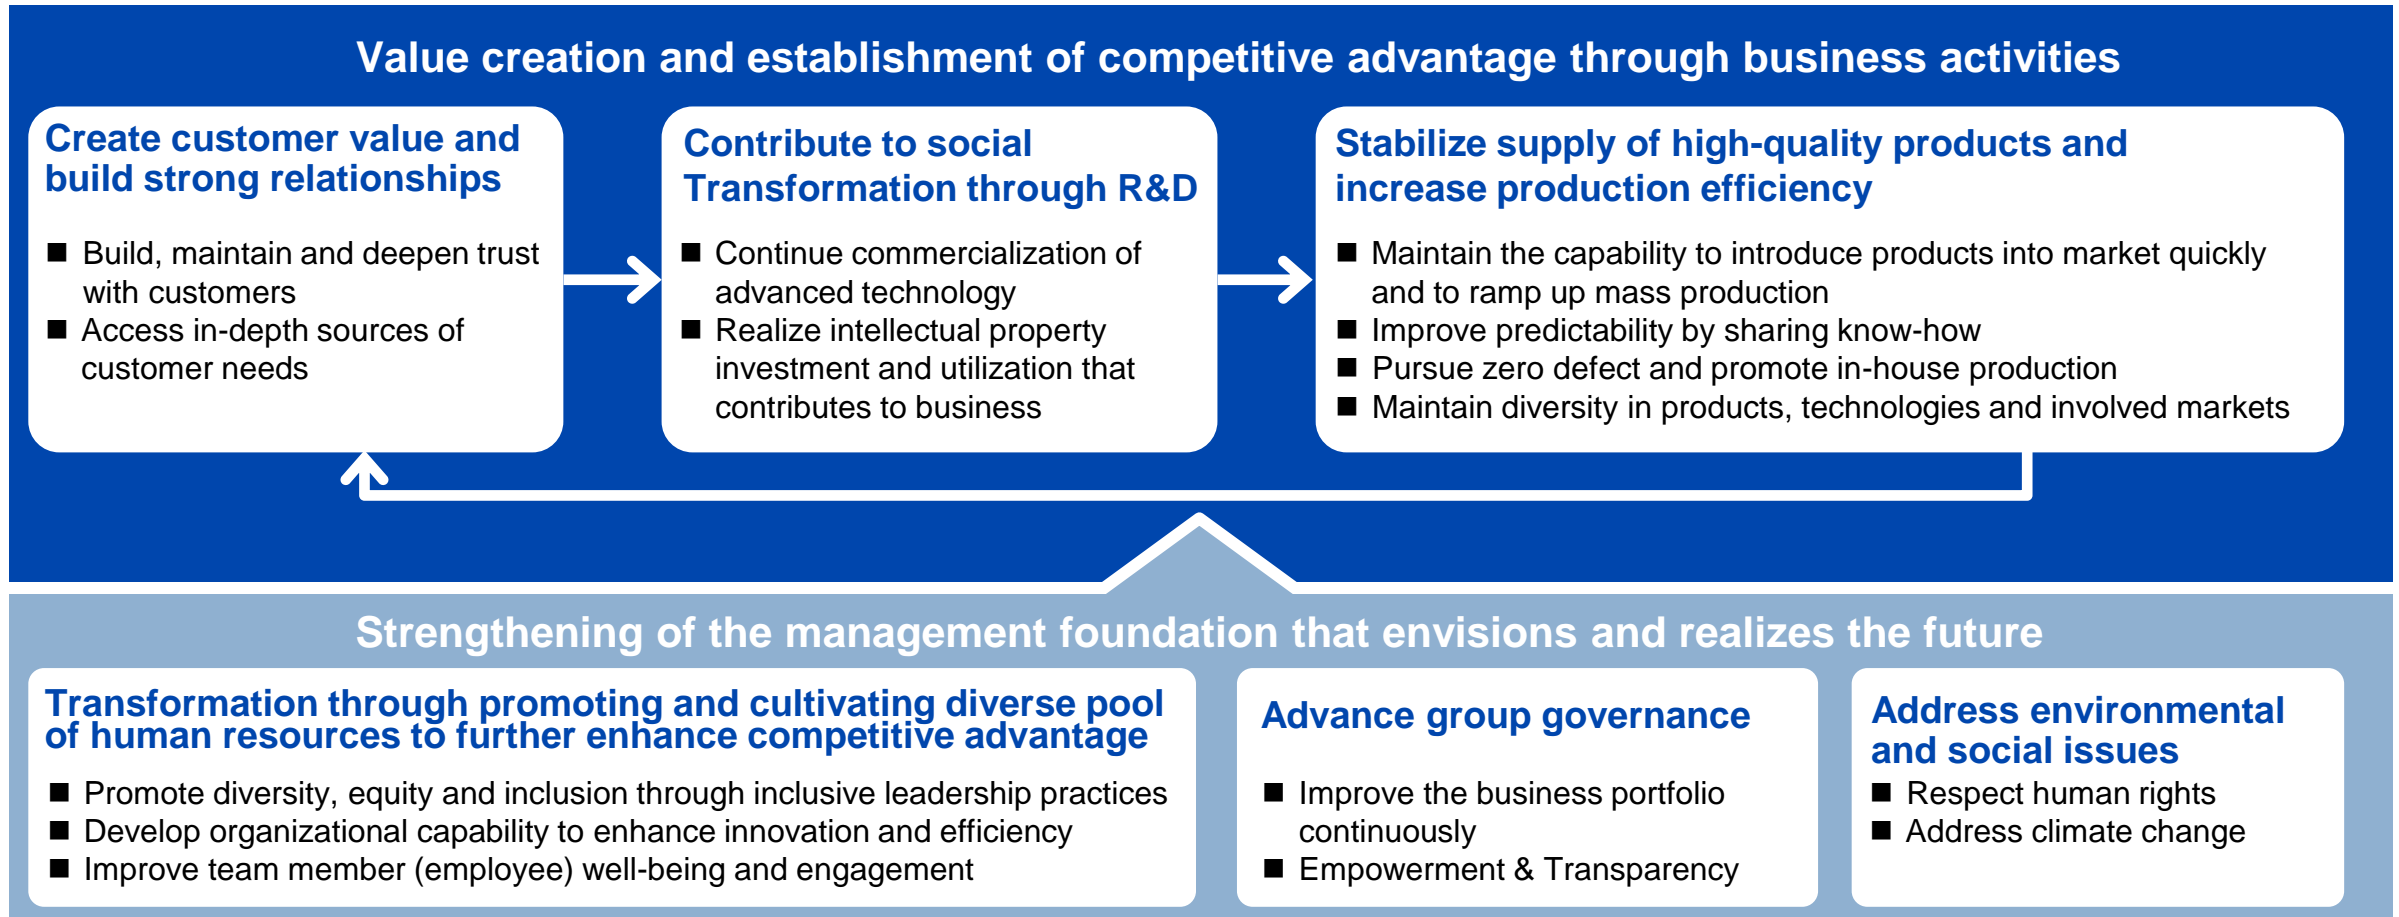 Value creation and establishment of competitive advantage through business activities
Create customer value and
build strong relationships
■ Build, maintain and deepen trust
with customers
■ Access in-depth sources of
customer needs
Contribute to social
Transformation through R&D
■ Continue commercialization of
advanced technology
■ Realize intellectual property
investment and utilization that
contributes to business
Stabilize supply of high-quality products and
increase production efficiency
■ Maintain the capability to introduce products into market quickly
and to ramp up mass production
■ Improve predictability by sharing know-how
■ Pursue zero defect and promote in-house production
■ Maintain diversity in products, technologies and involved markets
Strengthening of the management foundation that envisions and realizes the future
Transformation through promoting and cultivating diverse pool
of human resources to further enhance competitive advantage
■ Promote diversity, equity and inclusion through inclusive leadership practices
■ Develop organizational capability to enhance innovation and efficiency
■ Improve team member (employee) well-being and engagement
Advance group governance
■ Improve the business portfolio
continuously
■ Empowerment & Transparency
Address environmental
and social issues
■ Respect human rights
■ Address climate change